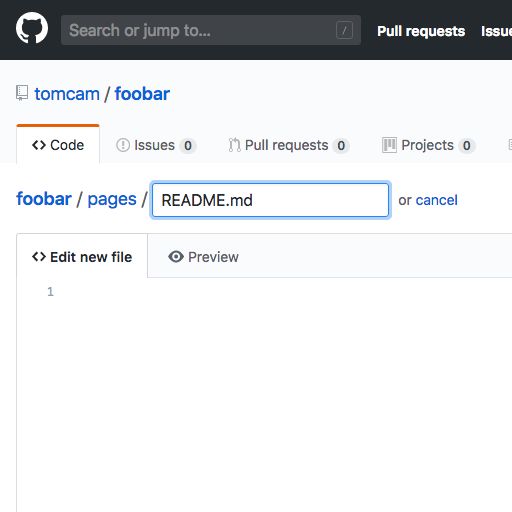 Search or jump to... / Pull requests Issu
tomcam / foobar
Code Issues 0 Pull requests 0 Projects 0
foobar / pages / README.md or cancel
Edit new file Preview
1